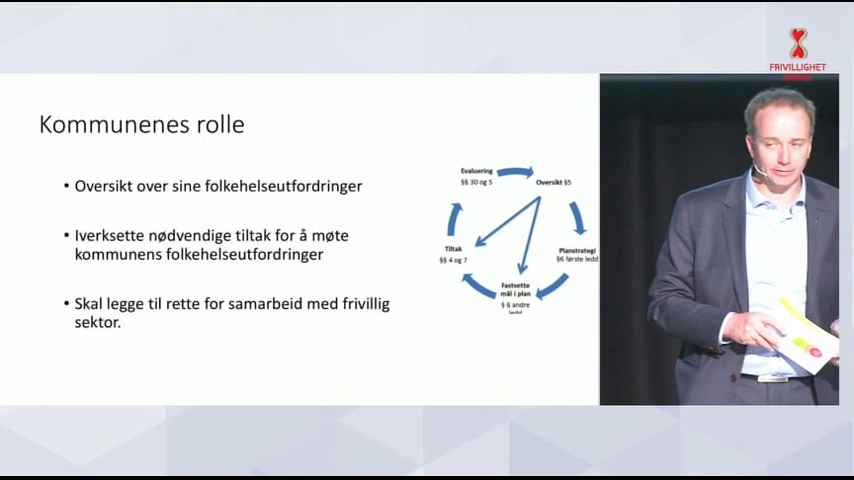 FRIVILLIGHET
NORGE
Kommunenes rolle
• Oversikt over sine folkehelseutfordringer
• Iverksette nødvendige tiltak for å møte
kommunens folkehelseutfordringer
• Skal legge til rette for samarbeid med frivillig
sektor.
Evaluering
§§ 30 og 5
Oversikt §5
Planstrategi
§6 første ledd
Fastsette
mål i plan
§ 6 andre
ledd
Tiltak
§§ 4 og 7